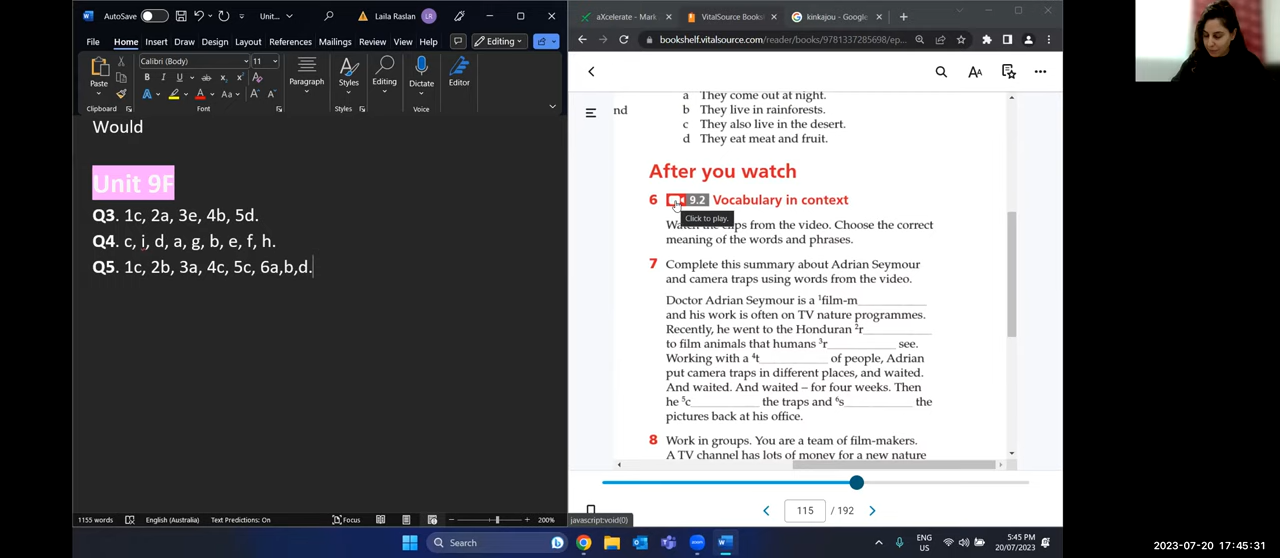 AutoSave
Unit...
Laila Raslan
LR
File
Home
Insert
Draw
Design
Layout
References
Mailings
Review
View
Help
Editing
Calibri (Body)
11
Paste
Paragraph
Styles
Editing
Dictate
Editor
Clipboard
Font
Styles
Voice
Would
Unit 9F
Q3. 1c, 2a, 3e, 4b, 5d.
Q4. c, i, d, a, g, b, e, f, h.
Q5. 1c, 2b, 3a, 4c, 5c, 6a,b,d.
1155 words
English (Australia)
Text Predictions: On
Focus
200%
aXcelerate - Mark
VitalSource Books
kinkajou - Google
bookshelf.vitalsource.com/reader/books/9781337285698/ep...
nd
a They come out at night.
b They live in rainforests.
c They also live in the desert.
d They eat meat and fruit.
After you watch
6 9.2 Vocabulary in context
Click to play.
Watch the clips from the video. Choose the correct
meaning of the words and phrases.
7 Complete this summary about Adrian Seymour
and camera traps using words from the video.
Doctor Adrian Seymour is a ¹film-m__________
and his work is often on TV nature programmes.
Recently, he went to the Honduran ²r__________
to film animals that humans ³r__________ see.
Working with a ⁴t__________ of people, Adrian
put camera traps in different places, and waited.
And waited. And waited – for four weeks. Then
he ⁵c__________ the traps and ⁶s__________ the
pictures back at his office.
8 Work in groups. You are a team of film-makers.
A TV channel has lots of money for a new nature
115 / 192
javascript:void(0)
Search
ENG
US
5:45 PM
20/07/2023
2023-07-20 17:45:31